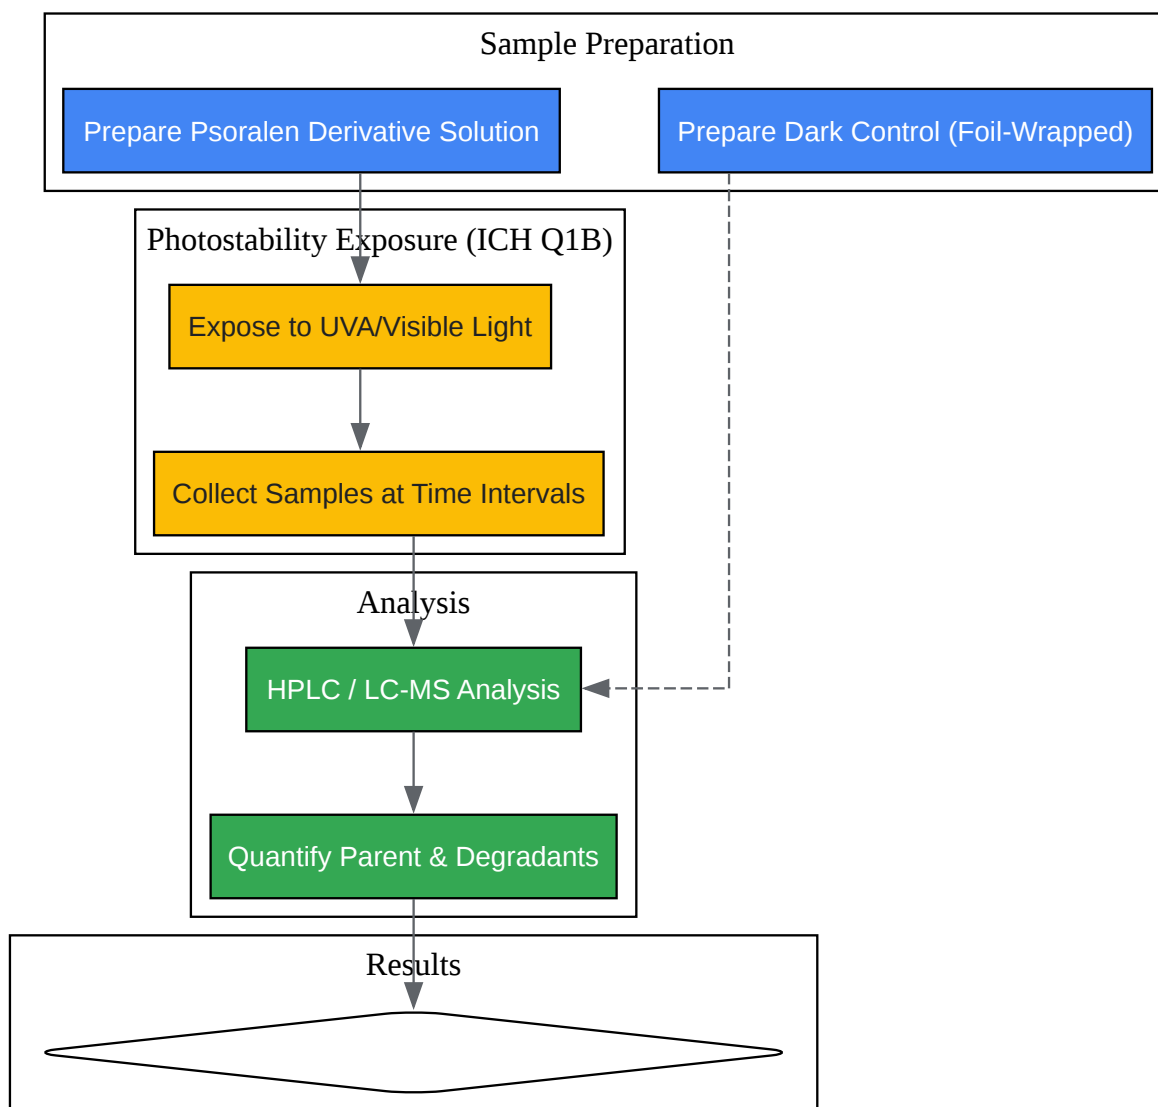 Sample Preparation
Prepare Psoralen Derivative Solution
Prepare Dark Control (Foil-Wrapped)
Photostability Exposure (ICH Q1B)
Expose to UVA/Visible Light
Collect Samples at Time Intervals
Analysis
HPLC / LC-MS Analysis
Quantify Parent & Degradants
Results